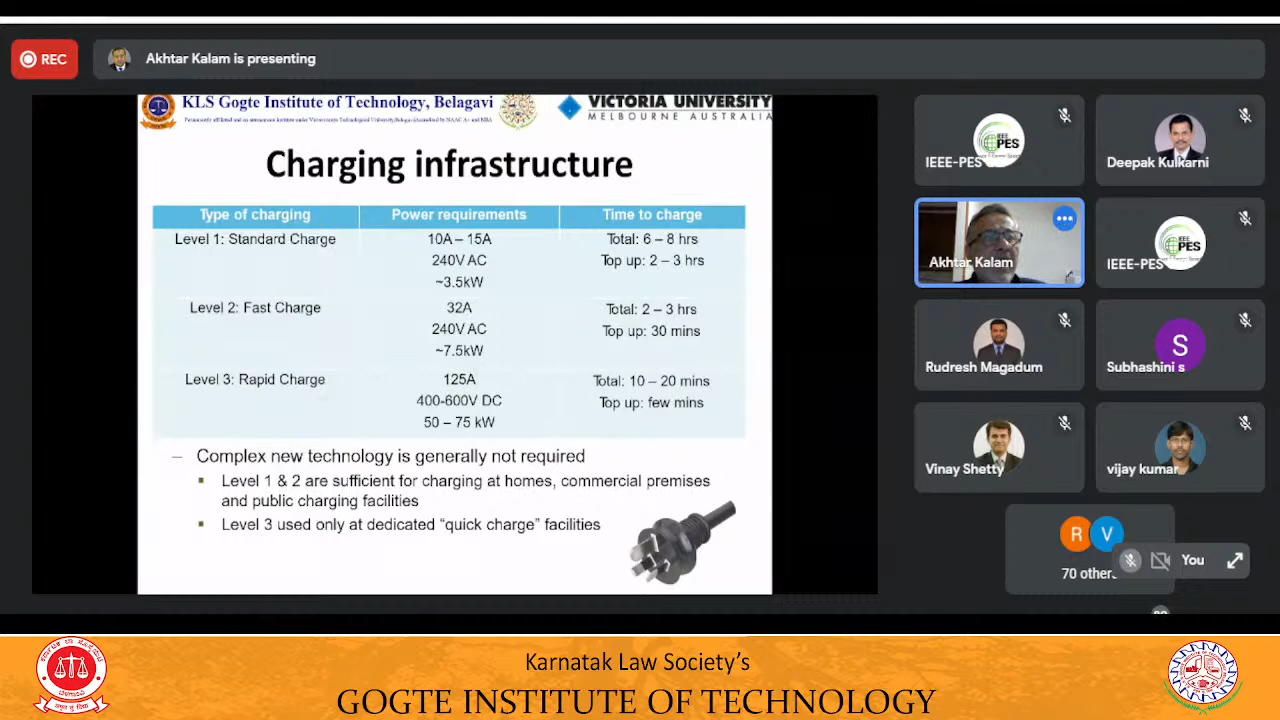 REC
Akhtar Kalam is presenting
KLS Gogte Institute of Technology, Belagavi
VICTORIA UNIVERSITY
MELBOURNE AUSTRALIA
Charging infrastructure
Type of charging Power requirements Time to charge
Level 1: Standard Charge 10A – 15A Total: 6 – 8 hrs
240V AC Top up: 2 – 3 hrs
~3.5kW
Level 2: Fast Charge 32A Total: 2 – 3 hrs
240V AC Top up: 30 mins
~7.5kW
Level 3: Rapid Charge 125A Total: 10 – 20 mins
400-600V DC Top up: few mins
50 – 75 kW
– Complex new technology is generally not required
▪ Level 1 & 2 are sufficient for charging at homes, commercial premises
and public charging facilities
▪ Level 3 used only at dedicated “quick charge” facilities
IEEE
PES
IEEE-PES
Deepak Kulkarni
Akhtar Kalam
IEEE
PES
IEEE-PES
Rudresh Magadum
S
Subhashini s
Vinay Shetty
vijay kumar
R V
70 others
You
Karnatak Law Society’s
GOGTE INSTITUTE OF TECHNOLOGY